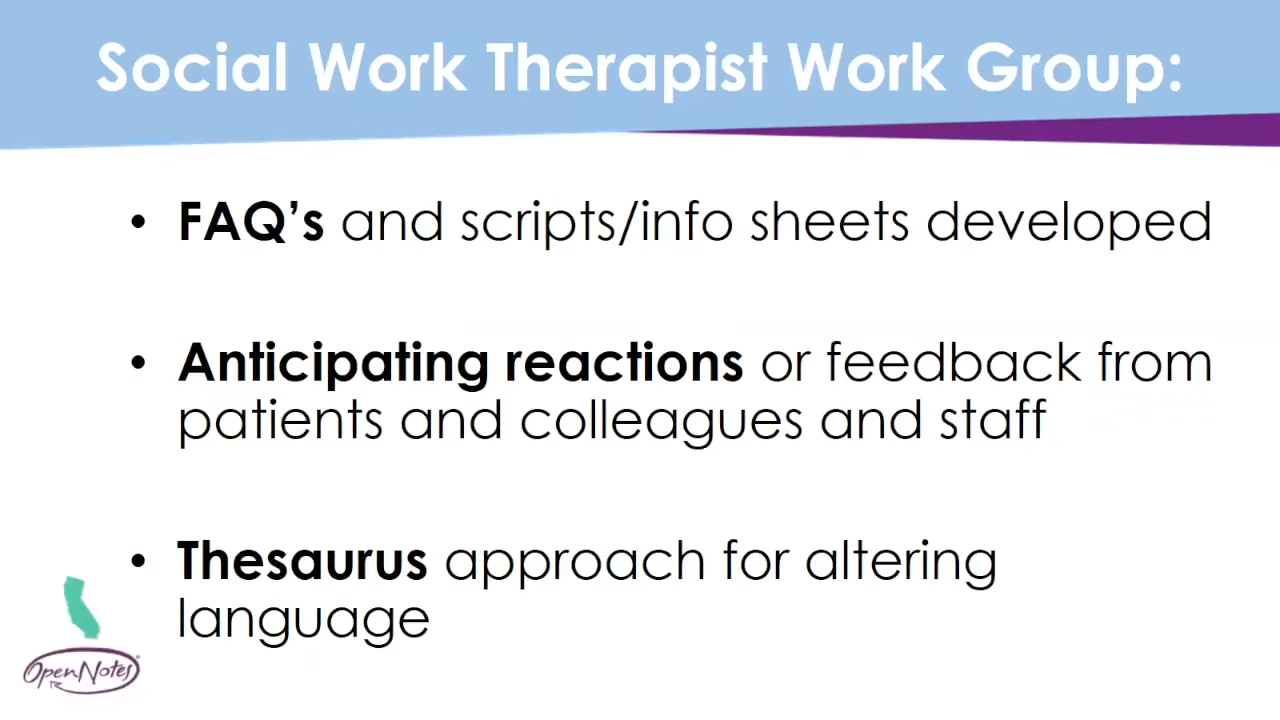 Social Work Therapist Work Group:
• FAQ’s and scripts/info sheets developed
• Anticipating reactions or feedback from
patients and colleagues and staff
• Thesaurus approach for altering
language
OpenNotes